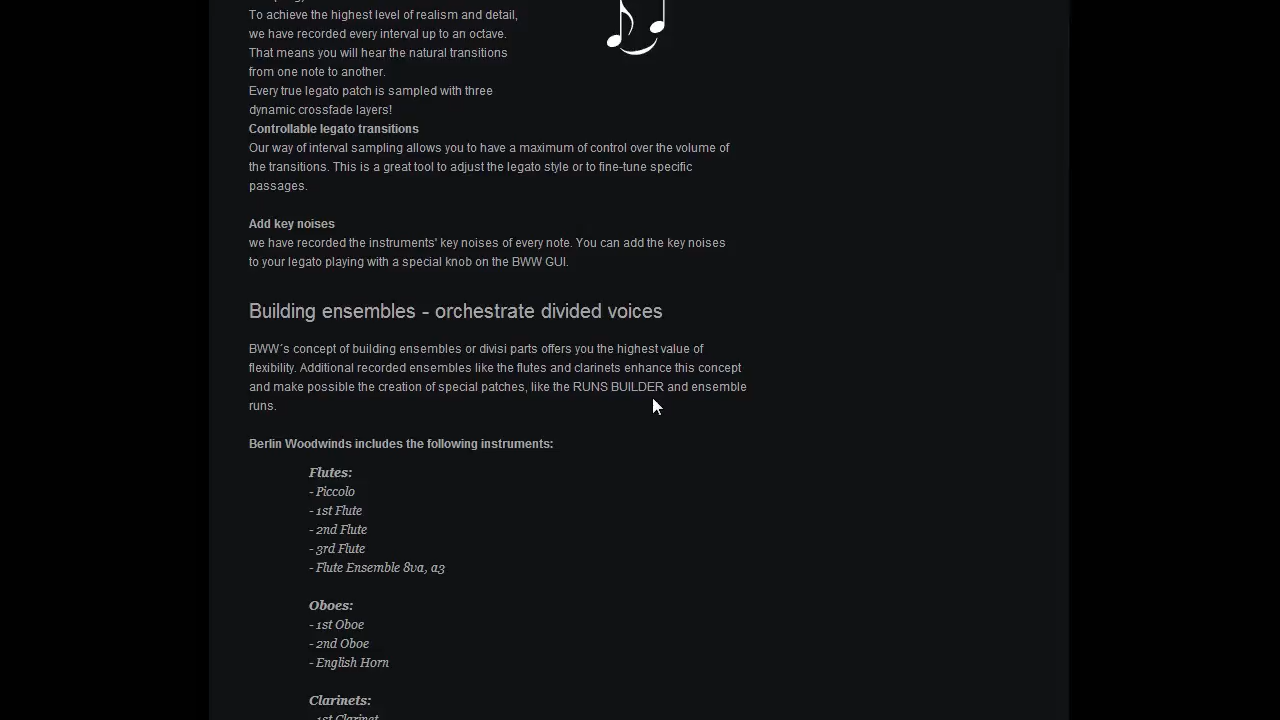 To achieve the highest level of realism and detail,
we have recorded every interval up to an octave.
That means you will hear the natural transitions
from one note to another.
Every true legato patch is sampled with three
dynamic crossfade layers!
Controllable legato transitions
Our way of interval sampling allows you to have a maximum of control over the volume of
the transitions. This is a great tool to adjust the legato style or to fine-tune specific
passages.
Add key noises
we have recorded the instruments' key noises of every note. You can add the key noises
to your legato playing with a special knob on the BWW GUI.
Building ensembles - orchestrate divided voices
BWW´s concept of building ensembles or divisi parts offers you the highest value of
flexibility. Additional recorded ensembles like the flutes and clarinets enhance this concept
and make possible the creation of special patches, like the RUNS BUILDER and ensemble
runs.
Berlin Woodwinds includes the following instruments:
Flutes:
- Piccolo
- 1st Flute
- 2nd Flute
- 3rd Flute
- Flute Ensemble 8va, a3
Oboes:
- 1st Oboe
- 2nd Oboe
- English Horn
Clarinets:
- 1st Clarinet